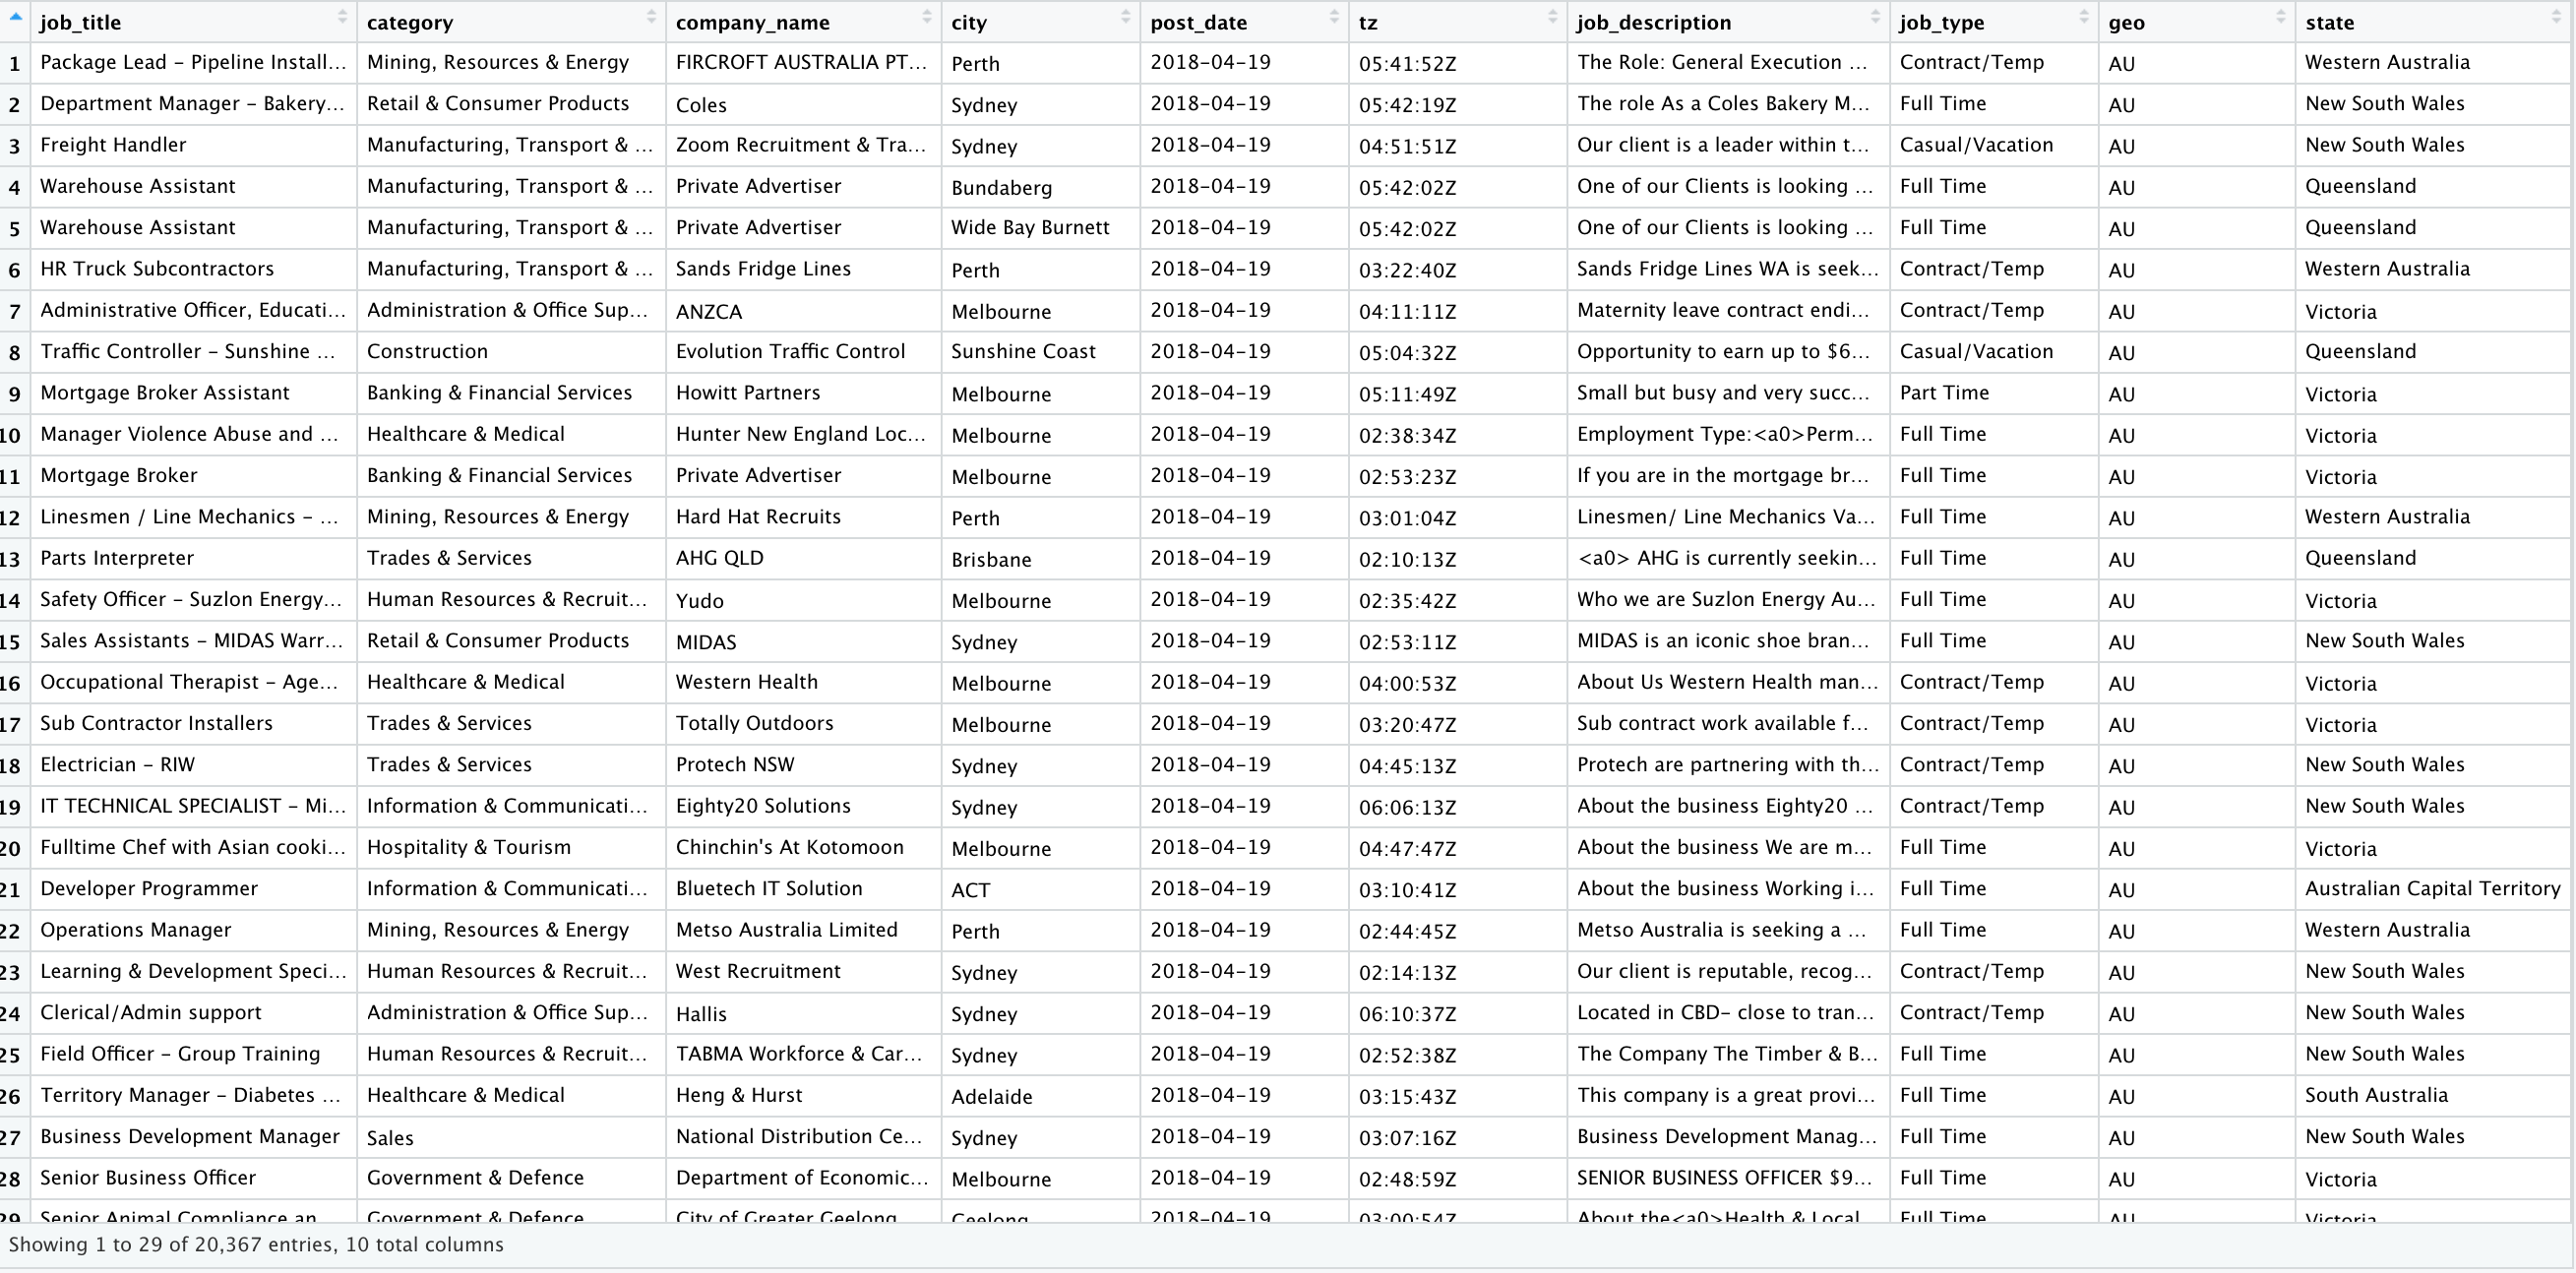 job_title category company_name city post_date tz job_description job_type geo state
1 Package Lead – Pipeline Install... Mining, Resources & Energy FIRCROFT AUSTRALIA PT... Perth 2018-04-19 05:41:52Z The Role: General Execution ... Contract/Temp AU Western Australia
2 Department Manager – Bakery... Retail & Consumer Products Coles Sydney 2018-04-19 05:42:19Z The role As a Coles Bakery M... Full Time AU New South Wales
3 Freight Handler Manufacturing, Transport & ... Zoom Recruitment & Tra... Sydney 2018-04-19 04:51:51Z Our client is a leader within t... Casual/Vacation AU New South Wales
4 Warehouse Assistant Manufacturing, Transport & ... Private Advertiser Bundaberg 2018-04-19 05:42:02Z One of our Clients is looking ... Full Time AU Queensland
5 Warehouse Assistant Manufacturing, Transport & ... Private Advertiser Wide Bay Burnett 2018-04-19 05:42:02Z One of our Clients is looking ... Full Time AU Queensland
6 HR Truck Subcontractors Manufacturing, Transport & ... Sands Fridge Lines Perth 2018-04-19 03:22:40Z Sands Fridge Lines WA is seek... Contract/Temp AU Western Australia
7 Administrative Officer, Educati... Administration & Office Sup... ANZCA Melbourne 2018-04-19 04:11:11Z Maternity leave contract endi... Contract/Temp AU Victoria
8 Traffic Controller – Sunshine ... Construction Evolution Traffic Control Sunshine Coast 2018-04-19 05:04:32Z Opportunity to earn up to $6... Casual/Vacation AU Queensland
9 Mortgage Broker Assistant Banking & Financial Services Howitt Partners Melbourne 2018-04-19 05:11:49Z Small but busy and very succ... Part Time AU Victoria
10 Manager Violence Abuse and ... Healthcare & Medical Hunter New England Loc... Melbourne 2018-04-19 02:38:34Z Employment Type:<a0>Perm... Full Time AU Victoria
11 Mortgage Broker Banking & Financial Services Private Advertiser Melbourne 2018-04-19 02:53:23Z If you are in the mortgage br... Full Time AU Victoria
12 Linesmen / Line Mechanics – ... Mining, Resources & Energy Hard Hat Recruits Perth 2018-04-19 03:01:04Z Linesmen/ Line Mechanics Va... Full Time AU Western Australia
13 Parts Interpreter Trades & Services AHG QLD Brisbane 2018-04-19 02:10:13Z <a0> AHG is currently seekin... Full Time AU Queensland
14 Safety Officer – Suzlon Energy... Human Resources & Recruit... Yudo Melbourne 2018-04-19 02:35:42Z Who we are Suzlon Energy Au... Full Time AU Victoria
15 Sales Assistants – MIDAS Warr... Retail & Consumer Products MIDAS Sydney 2018-04-19 02:53:11Z MIDAS is an iconic shoe bran... Full Time AU New South Wales
16 Occupational Therapist – Age... Healthcare & Medical Western Health Melbourne 2018-04-19 04:00:53Z About Us Western Health man... Contract/Temp AU Victoria
17 Sub Contractor Installers Trades & Services Totally Outdoors Melbourne 2018-04-19 03:20:47Z Sub contract work available f... Contract/Temp AU Victoria
18 Electrician – RIW Trades & Services Protech NSW Sydney 2018-04-19 04:45:13Z Protech are partnering with th... Contract/Temp AU New South Wales
19 IT TECHNICAL SPECIALIST – Mi... Information & Communicati... Eighty20 Solutions Sydney 2018-04-19 06:06:13Z About the business Eighty20 ... Contract/Temp AU New South Wales
20 Fulltime Chef with Asian cooki... Hospitality & Tourism Chinchin's At Kotomoon Melbourne 2018-04-19 04:47:47Z About the business We are m... Full Time AU Victoria
21 Developer Programmer Information & Communicati... Bluetech IT Solution ACT 2018-04-19 03:10:41Z About the business Working i... Full Time AU Australian Capital Territory
22 Operations Manager Mining, Resources & Energy Metso Australia Limited Perth 2018-04-19 02:44:45Z Metso Australia is seeking a ... Full Time AU Western Australia
23 Learning & Development Speci... Human Resources & Recruit... West Recruitment Sydney 2018-04-19 02:14:13Z Our client is reputable, recog... Contract/Temp AU New South Wales
24 Clerical/Admin support Administration & Office Sup... Hallis Sydney 2018-04-19 06:10:37Z Located in CBD- close to tran... Contract/Temp AU New South Wales
25 Field Officer – Group Training Human Resources & Recruit... TABMA Workforce & Car... Sydney 2018-04-19 02:52:38Z The Company The Timber & B... Full Time AU New South Wales
26 Territory Manager – Diabetes ... Healthcare & Medical Heng & Hurst Adelaide 2018-04-19 03:15:43Z This company is a great provi... Full Time AU South Australia
27 Business Development Manager Sales National Distribution Ce... Sydney 2018-04-19 03:07:16Z Business Development Manag... Full Time AU New South Wales
28 Senior Business Officer Government & Defence Department of Economic... Melbourne 2018-04-19 02:48:59Z SENIOR BUSINESS OFFICER $9... Full Time AU Victoria
29 Senior Animal Compliance an Government & Defence City of Greater Geelong Geelong 2018-04-19 03:00:54Z About the<a0>Health & Local Full Time AU Victoria
Showing 1 to 29 of 20,367 entries, 10 total columns